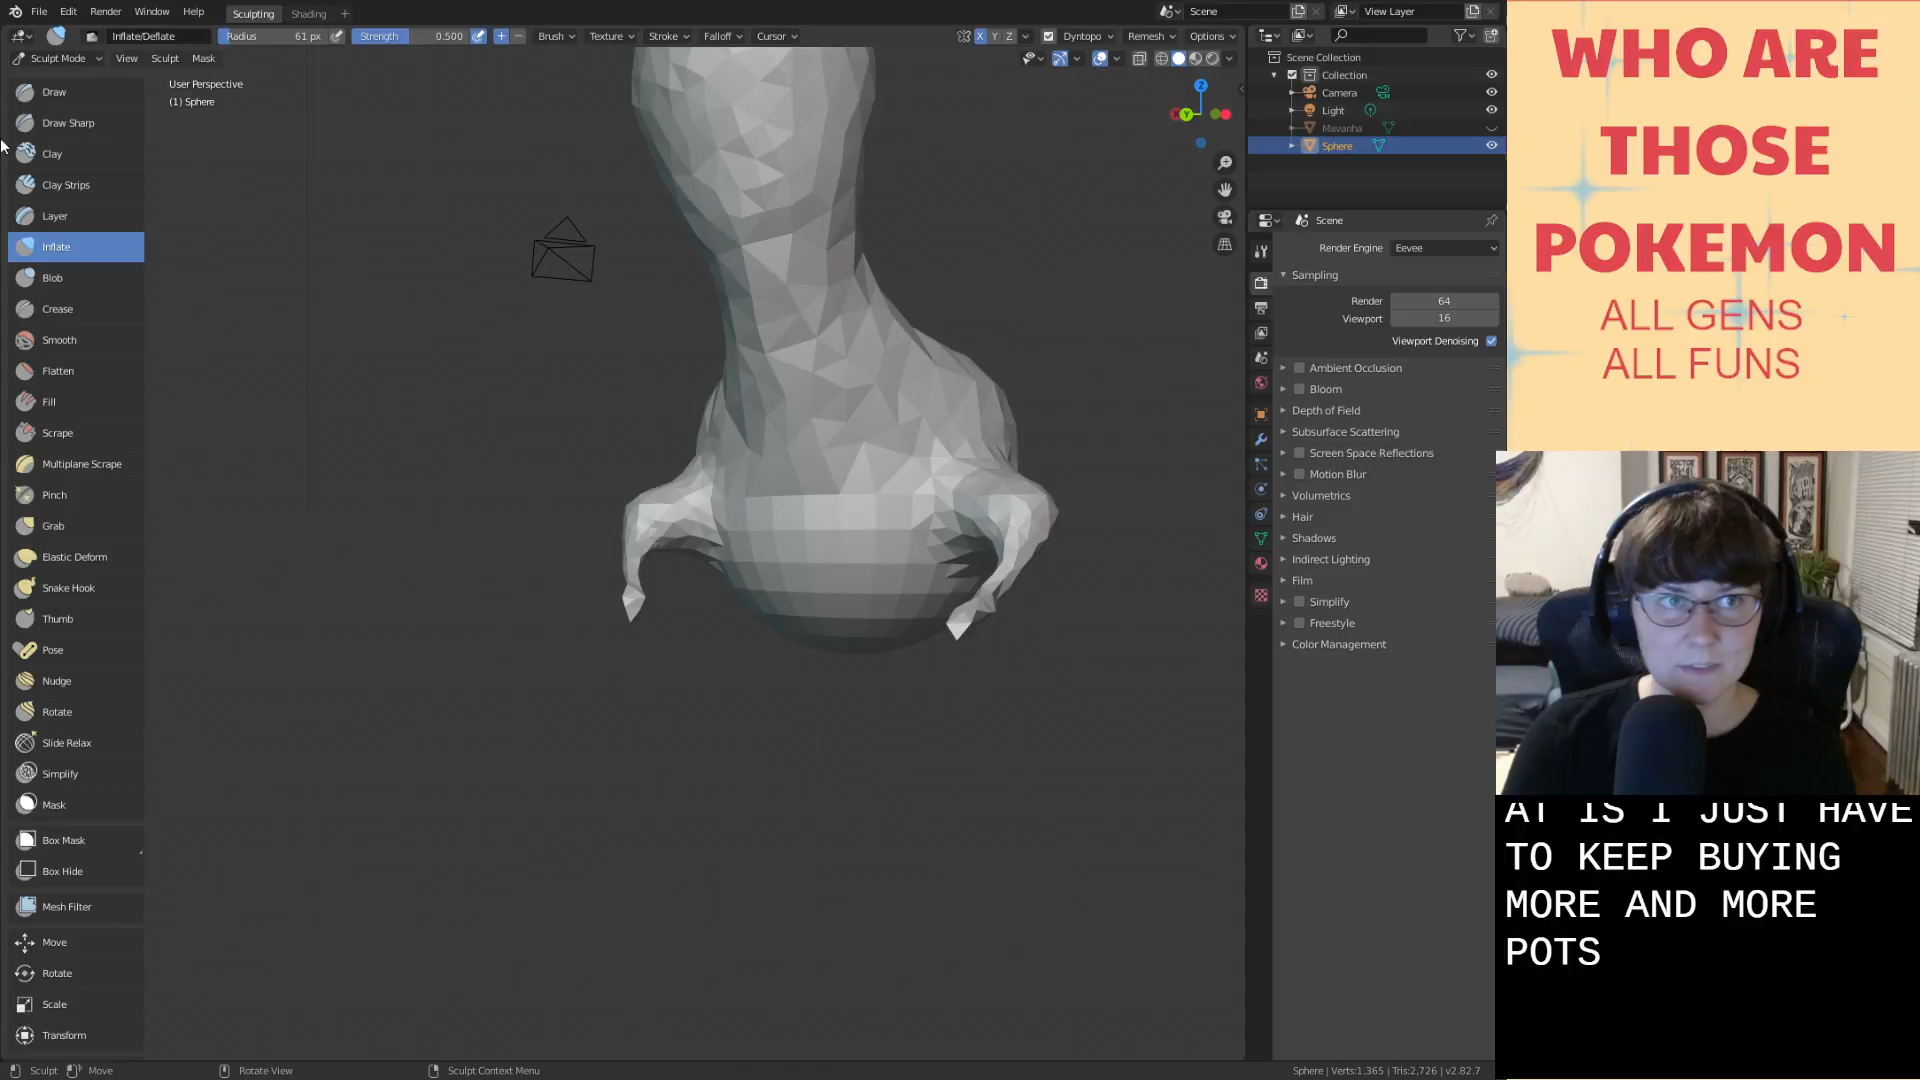 File Edit Render Window Help Sculpting Shading + Scene View Layer
Inflate/Deflate Radius 61 px Strength 0.500 Brush Texture Stroke Falloff Cursor X Y Z Dyntopo Remesh Options
Sculpt Mode View Sculpt Mask
User Perspective
(1) Sphere
Draw
Draw Sharp
Clay
Clay Strips
Layer
Inflate
Blob
Crease
Smooth
Flatten
Fill
Scrape
Multiplane Scrape
Pinch
Grab
Elastic Deform
Snake Hook
Thumb
Pose
Nudge
Rotate
Slide Relax
Simplify
Mask
Box Mask
Box Hide
Mesh Filter
Move
Rotate
Scale
Transform
Z
Y
Scene Collection
Collection
Camera
Light
Mavanha
Sphere
Scene
Render Engine Eevee
Sampling
Render 64
Viewport 16
Viewport Denoising
Ambient Occlusion
Bloom
Depth of Field
Subsurface Scattering
Screen Space Reflections
Motion Blur
Volumetrics
Hair
Shadows
Indirect Lighting
Film
Simplify
Freestyle
Color Management
WHO ARE
THOSE
POKEMON
ALL GENS
ALL FUNS
AT IS I JUST HAVE
TO KEEP BUYING
MORE AND MORE
POTS
Sculpt Move Rotate View Sculpt Context Menu Sphere | Verts:1,365 | Tris:2,726 | v2.82.7